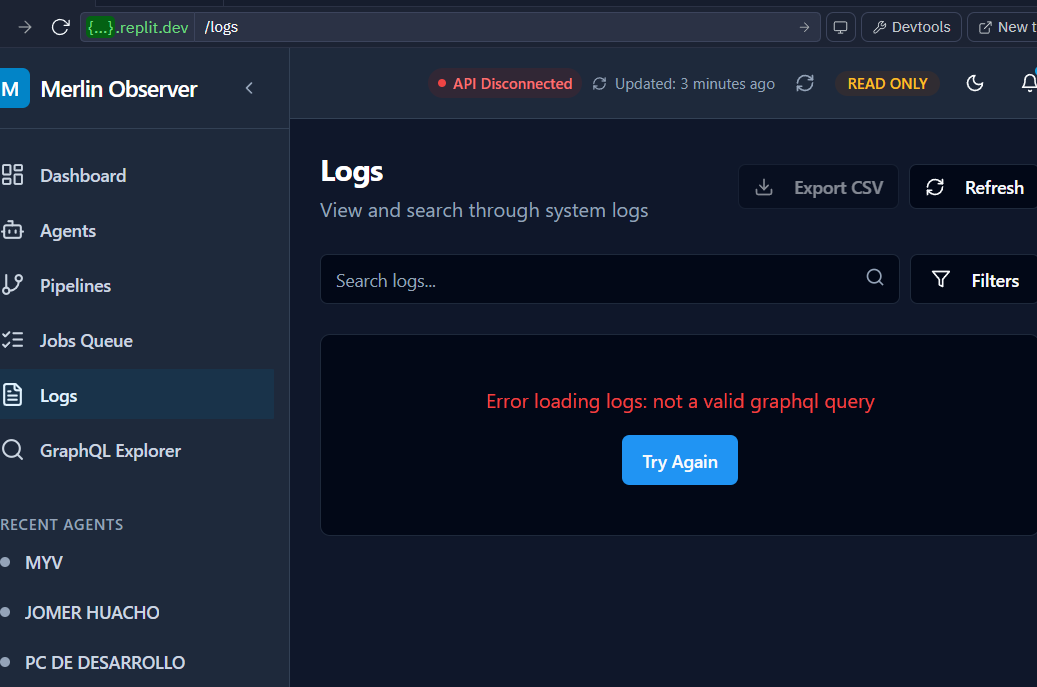 {...}.replit.dev /logs
Devtools
New t
M Merlin Observer
API Disconnected Updated: 3 minutes ago READ ONLY
Dashboard
Agents
Pipelines
Jobs Queue
Logs
GraphQL Explorer
RECENT AGENTS
MYV
JOMER HUACHO
PC DE DESARROLLO
Logs
View and search through system logs
Export CSV
Refresh
Search logs...
Filters
Error loading logs: not a valid graphql query
Try Again